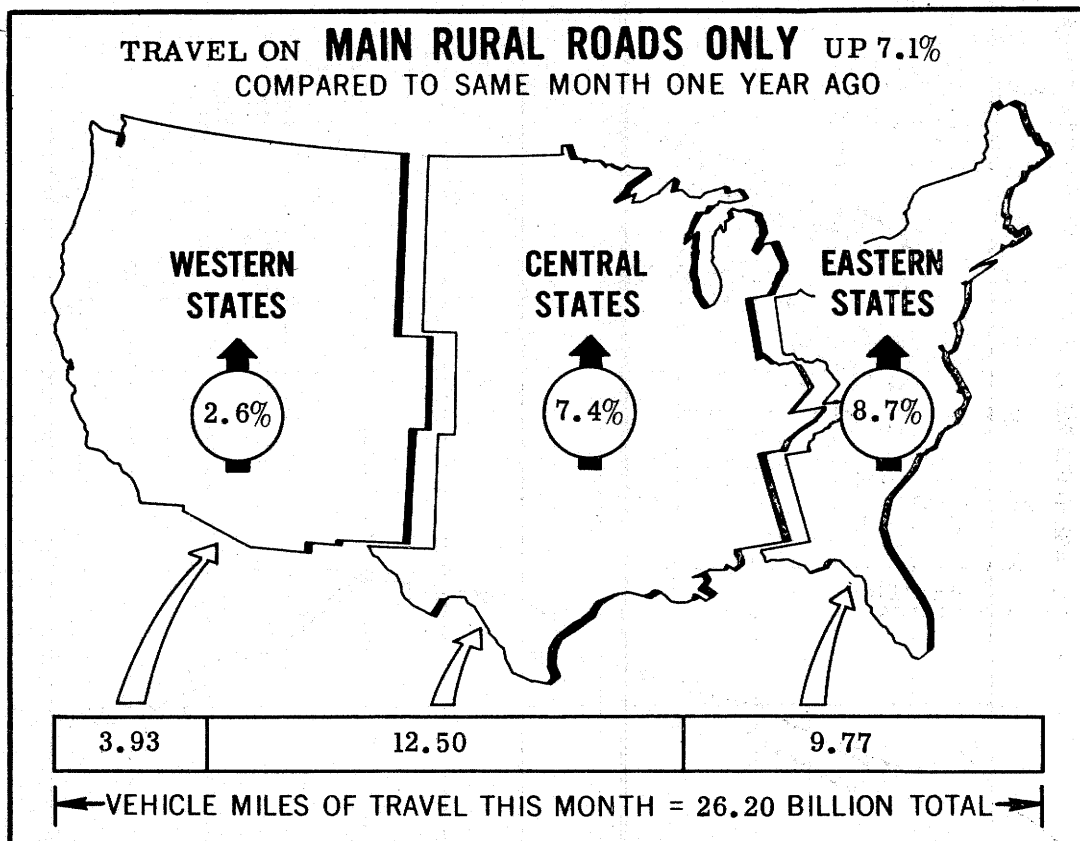 TRAVEL ON MAIN RURAL ROADS ONLY UP 7.1%
COMPARED TO SAME MONTH ONE YEAR AGO
WESTERN
STATES
2.6%
CENTRAL
STATES
7.4%
EASTERN
STATES
8.7%
3.93 12.50 9.77
VEHICLE MILES OF TRAVEL THIS MONTH = 26.20 BILLION TOTAL